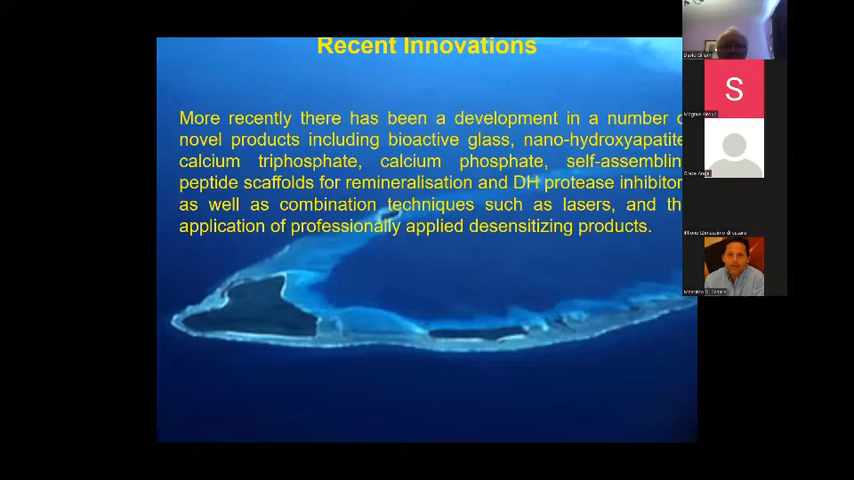 Recent Innovations
More recently there has been a development in a number o
novel products including bioactive glass, nano-hydroxyapatite
calcium triphosphate, calcium phosphate, self-assemblin
peptide scaffolds for remineralisation and DH protease inhibitor
as well as combination techniques such as lasers, and th
application of professionally applied desensitizing products.
S
Magnus Group